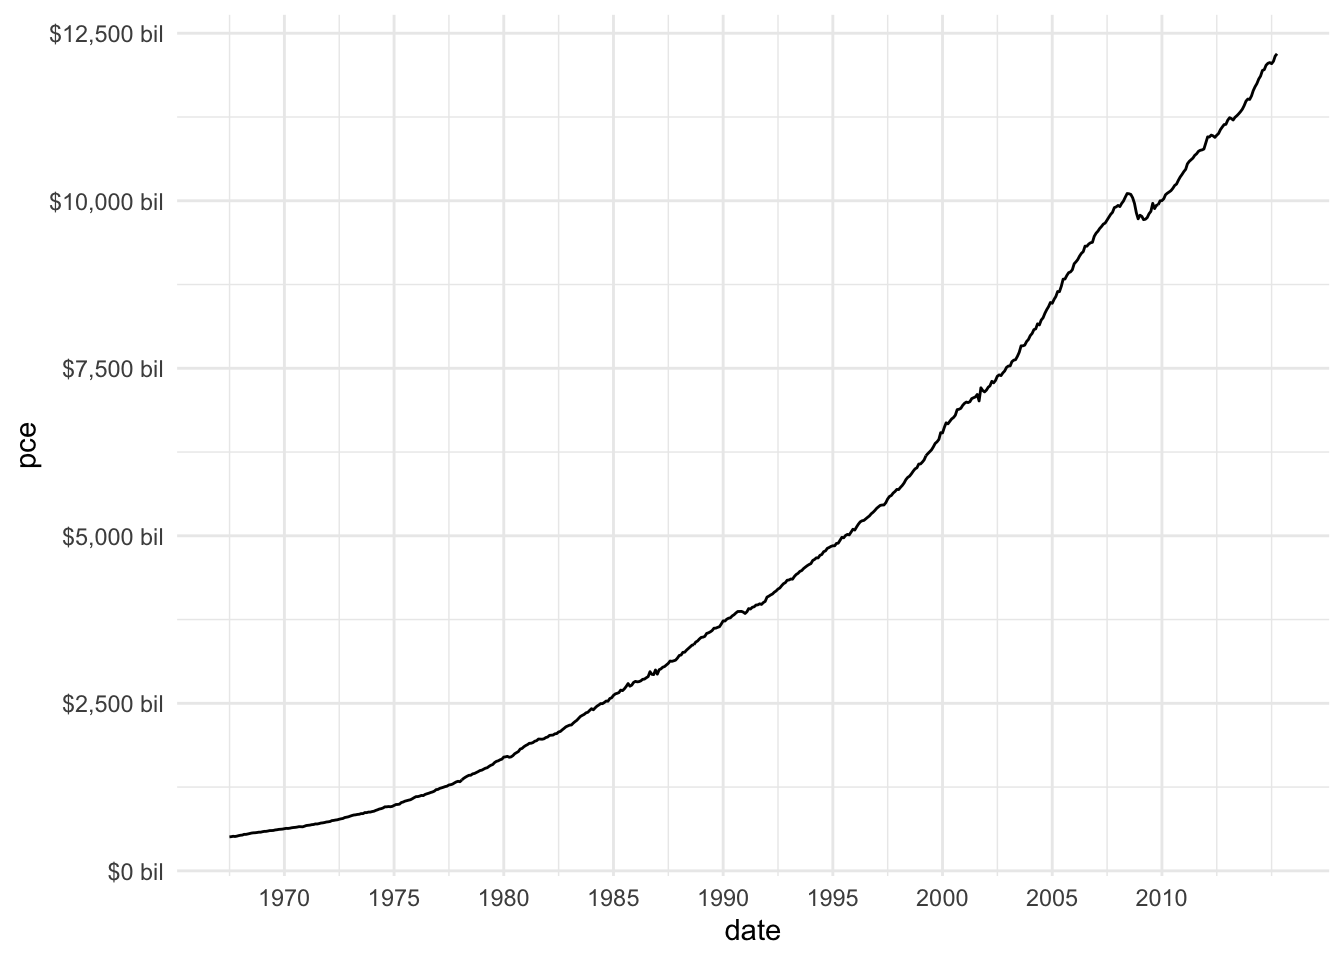 $12,500 bil
$10,000 bil
$7,500 bil
$5,000 bil
$2,500 bil
$0 bil
pce
1970 1975 1980 1985 1990 1995 2000 2005 2010
date